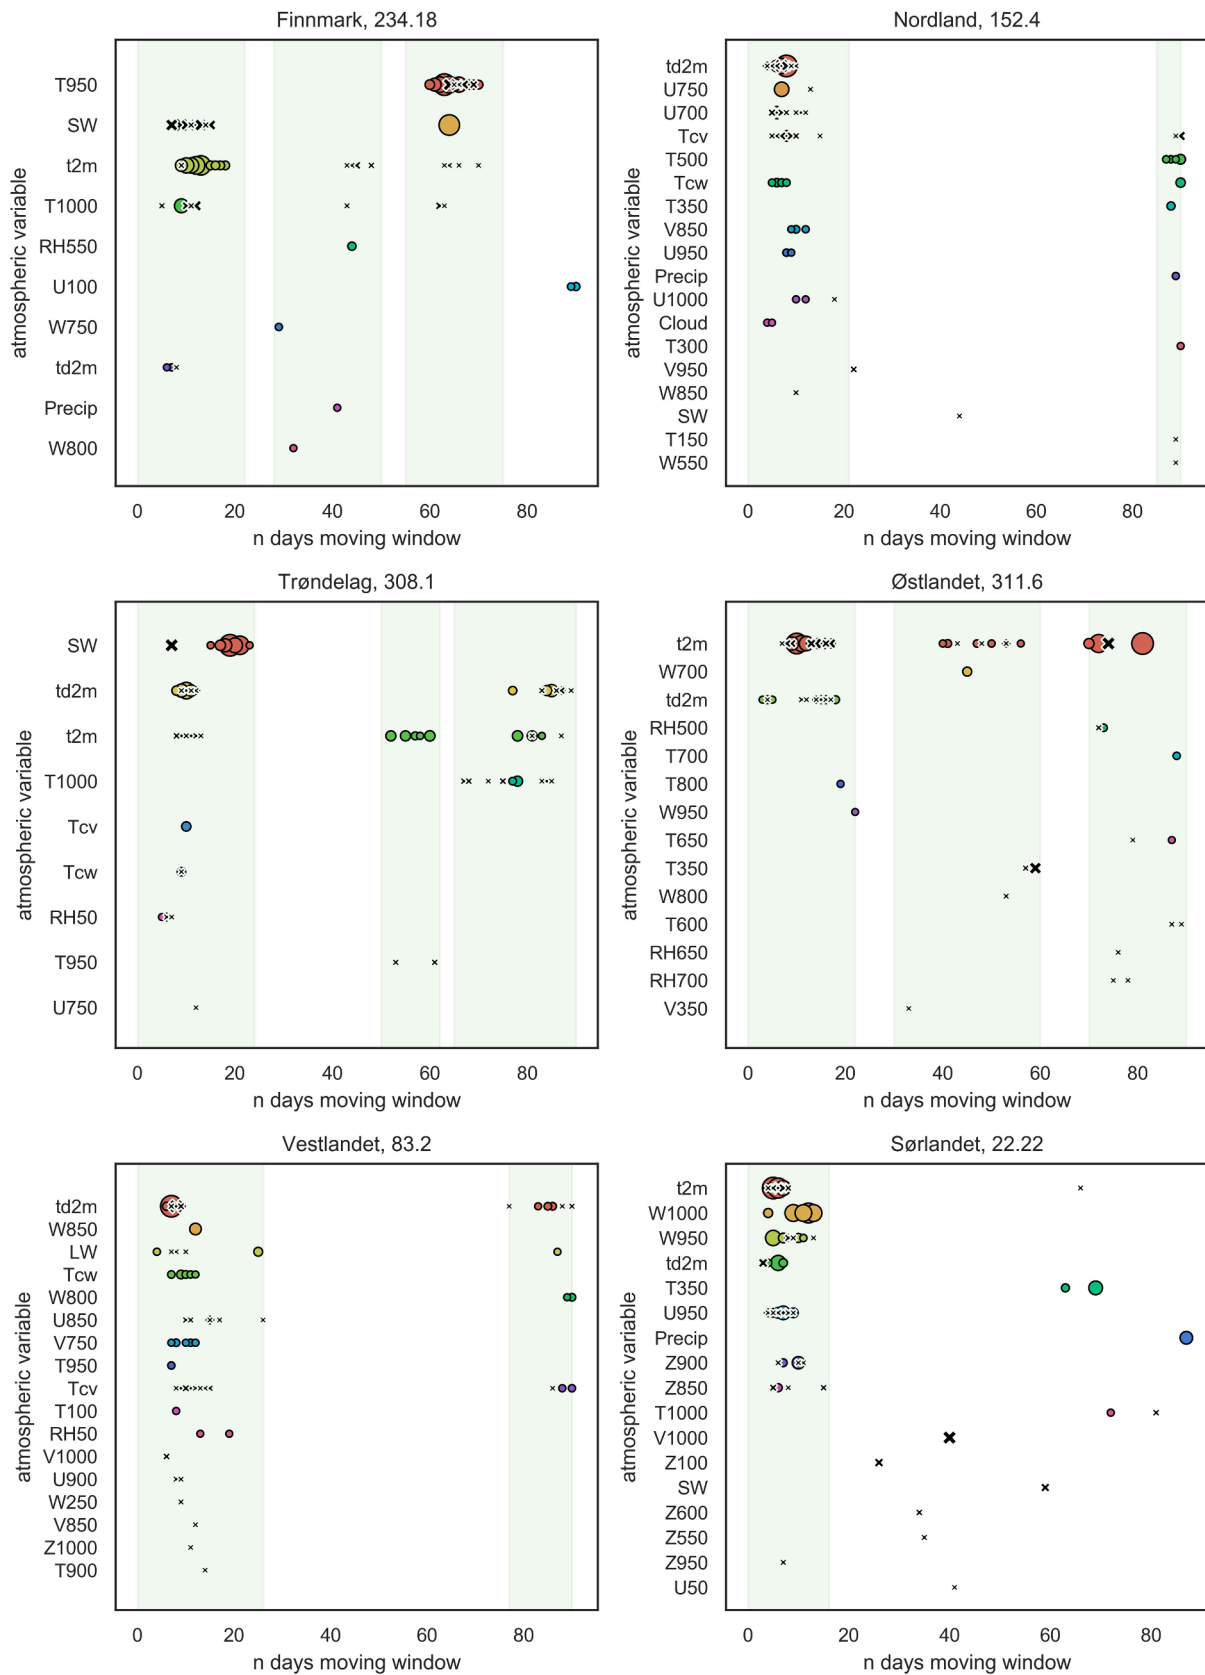 Finnmark, 234.18
atmospheric variable
T950
SW
t2m
T1000
RH550
U100
W750
td2m
Precip
W800
0 20 40 60 80
n days moving window
Nordland, 152.4
atmospheric variable
td2m
U750
U700
Tcv
T500
Tcw
T350
V850
U950
Precip
U1000
Cloud
T300
V950
W850
SW
T150
W550
0 20 40 60 80
n days moving window
Trøndelag, 308.1
atmospheric variable
SW
td2m
t2m
T1000
Tcv
Tcw
RH50
T950
U750
0 20 40 60 80
n days moving window
Østlandet, 311.6
atmospheric variable
t2m
W700
td2m
RH500
T700
T800
W950
T650
T350
W800
T600
RH650
RH700
V350
0 20 40 60 80
n days moving window
Vestlandet, 83.2
atmospheric variable
td2m
W850
LW
Tcw
W800
U850
V750
T950
Tcv
T100
RH50
V1000
U900
W250
V850
Z1000
T900
0 20 40 60 80
n days moving window
Sørlandet, 22.22
atmospheric variable
t2m
W1000
W950
td2m
T350
U950
Precip
Z900
Z850
T1000
V1000
Z100
SW
Z600
Z550
Z950
U50
0 20 40 60 80
n days moving window